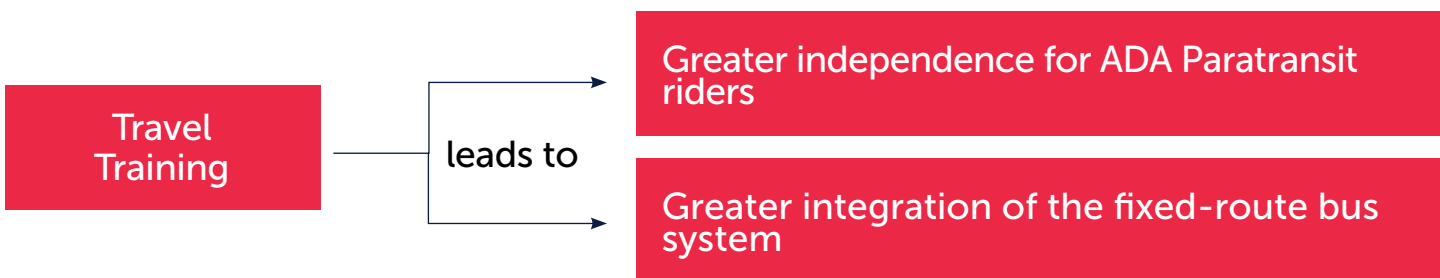 Travel
Training
leads to
Greater independence for ADA Paratransit
riders
Greater integration of the fixed-route bus
system